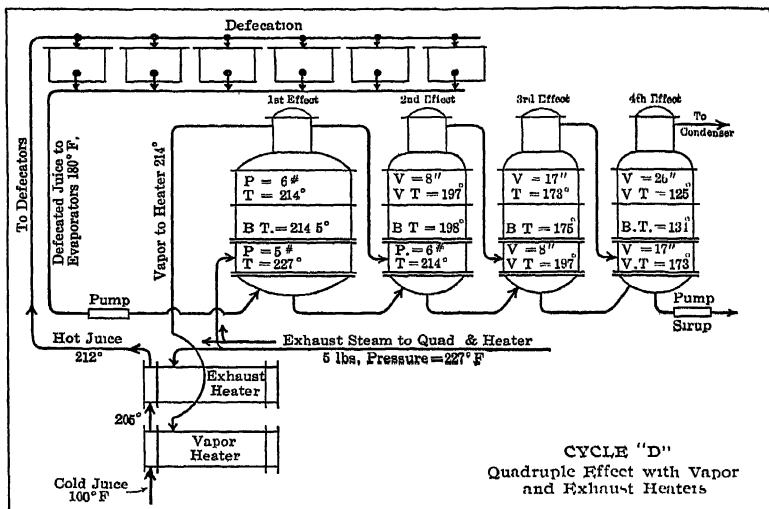 Defecation
1st Effect
2nd Effect
3rd Effect
4th Effect
To
Condenser
To Defecators
Defecated Juice to
Evaporators 180° F.
Vapor to Heater 214°
P = 6#
T = 214°
B T. = 214 5°
P = 5#
T = 227°
V = 8"
V T = 197°
B T = 198°
P. = 6#
T = 214°
V = 17"
T = 173°
B T = 175°
V = 8"
V T = 197°
V = 26"
V T = 125°
B.T. = 131°
V = 17"
V.T = 173°
Pump
Pump
Sirup
Hot Juice
212°
Exhaust Steam to Quad & Heater
5 lbs, Pressure = 227° F
Exhaust
Heater
205°
Vapor
Heater
Cold Juice
100° F
CYCLE "D"
Quadruple Effect with Vapor
and Exhaust Heaters